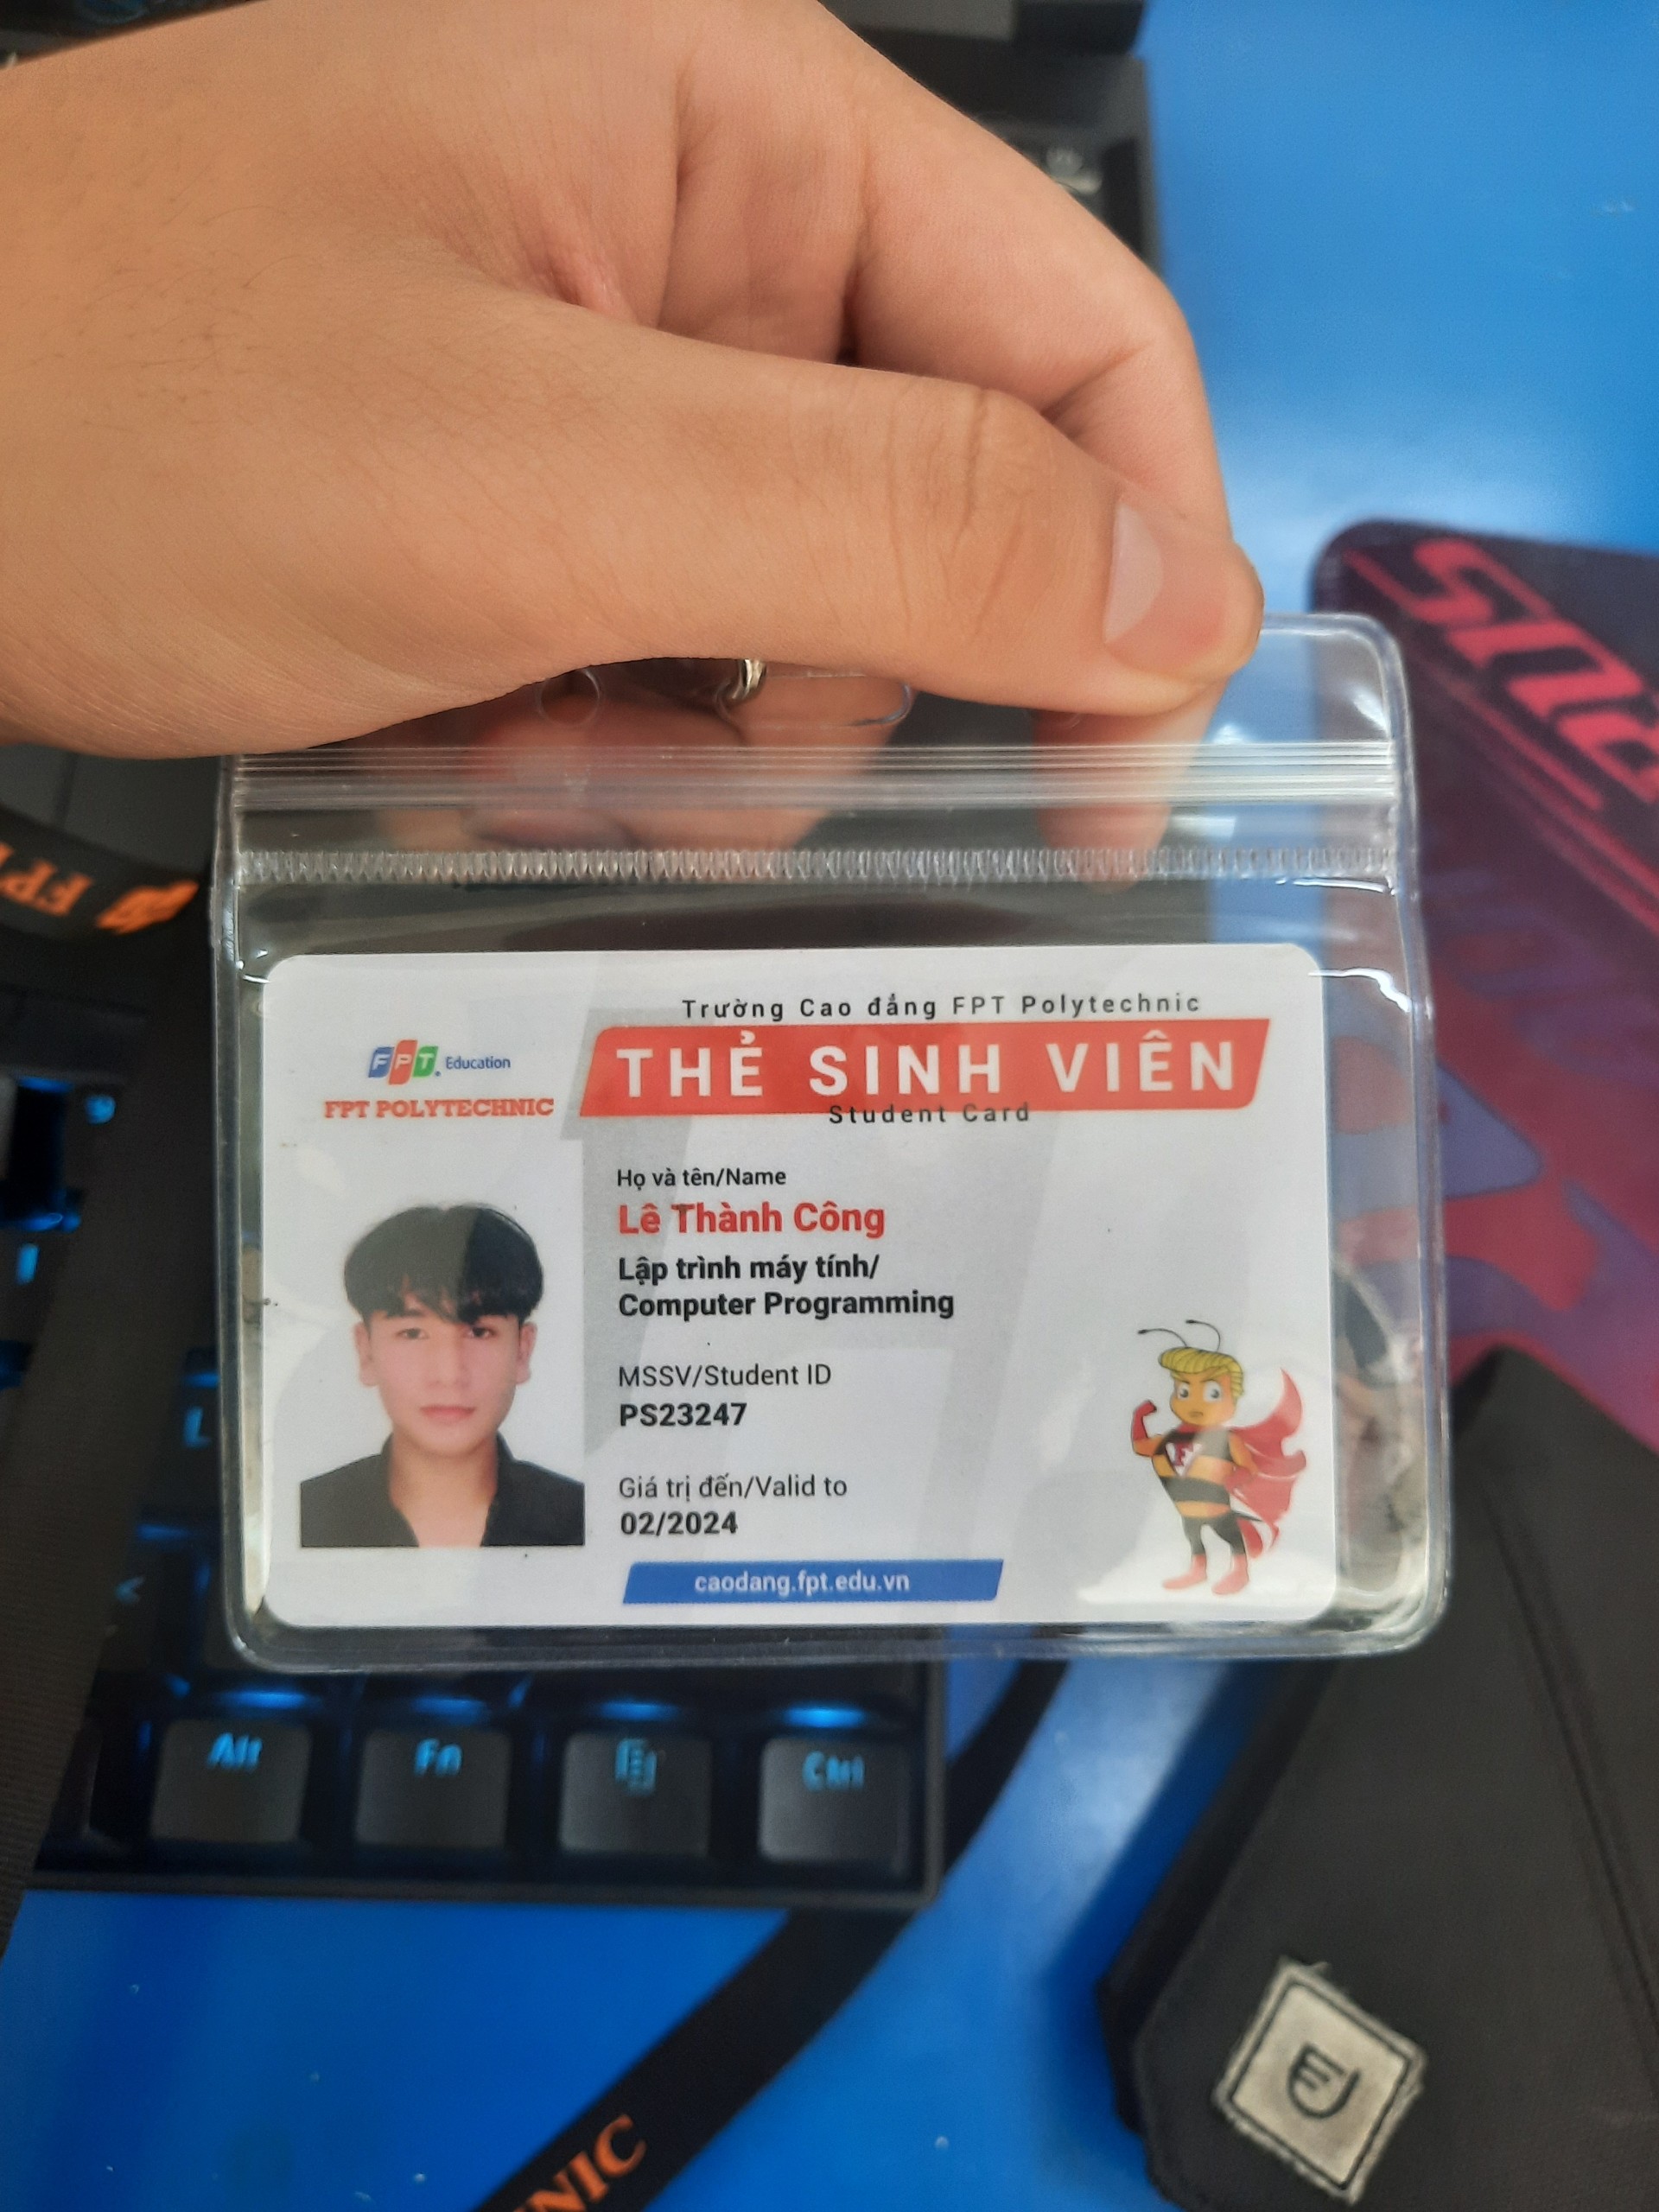 Trường Cao đẳng FPT Polytechnic
THẺ SINH VIÊN
Student Card
FPT Education
FPT POLYTECHNIC
Họ và tên/Name
Lê Thành Công
Lập trình máy tính/
Computer Programming
MSSV/Student ID
PS23247
Giá trị đến/Valid to
02/2024
caodang.fpt.edu.vn
FP
L
<
Alt
Fn
Ctrl
NIC